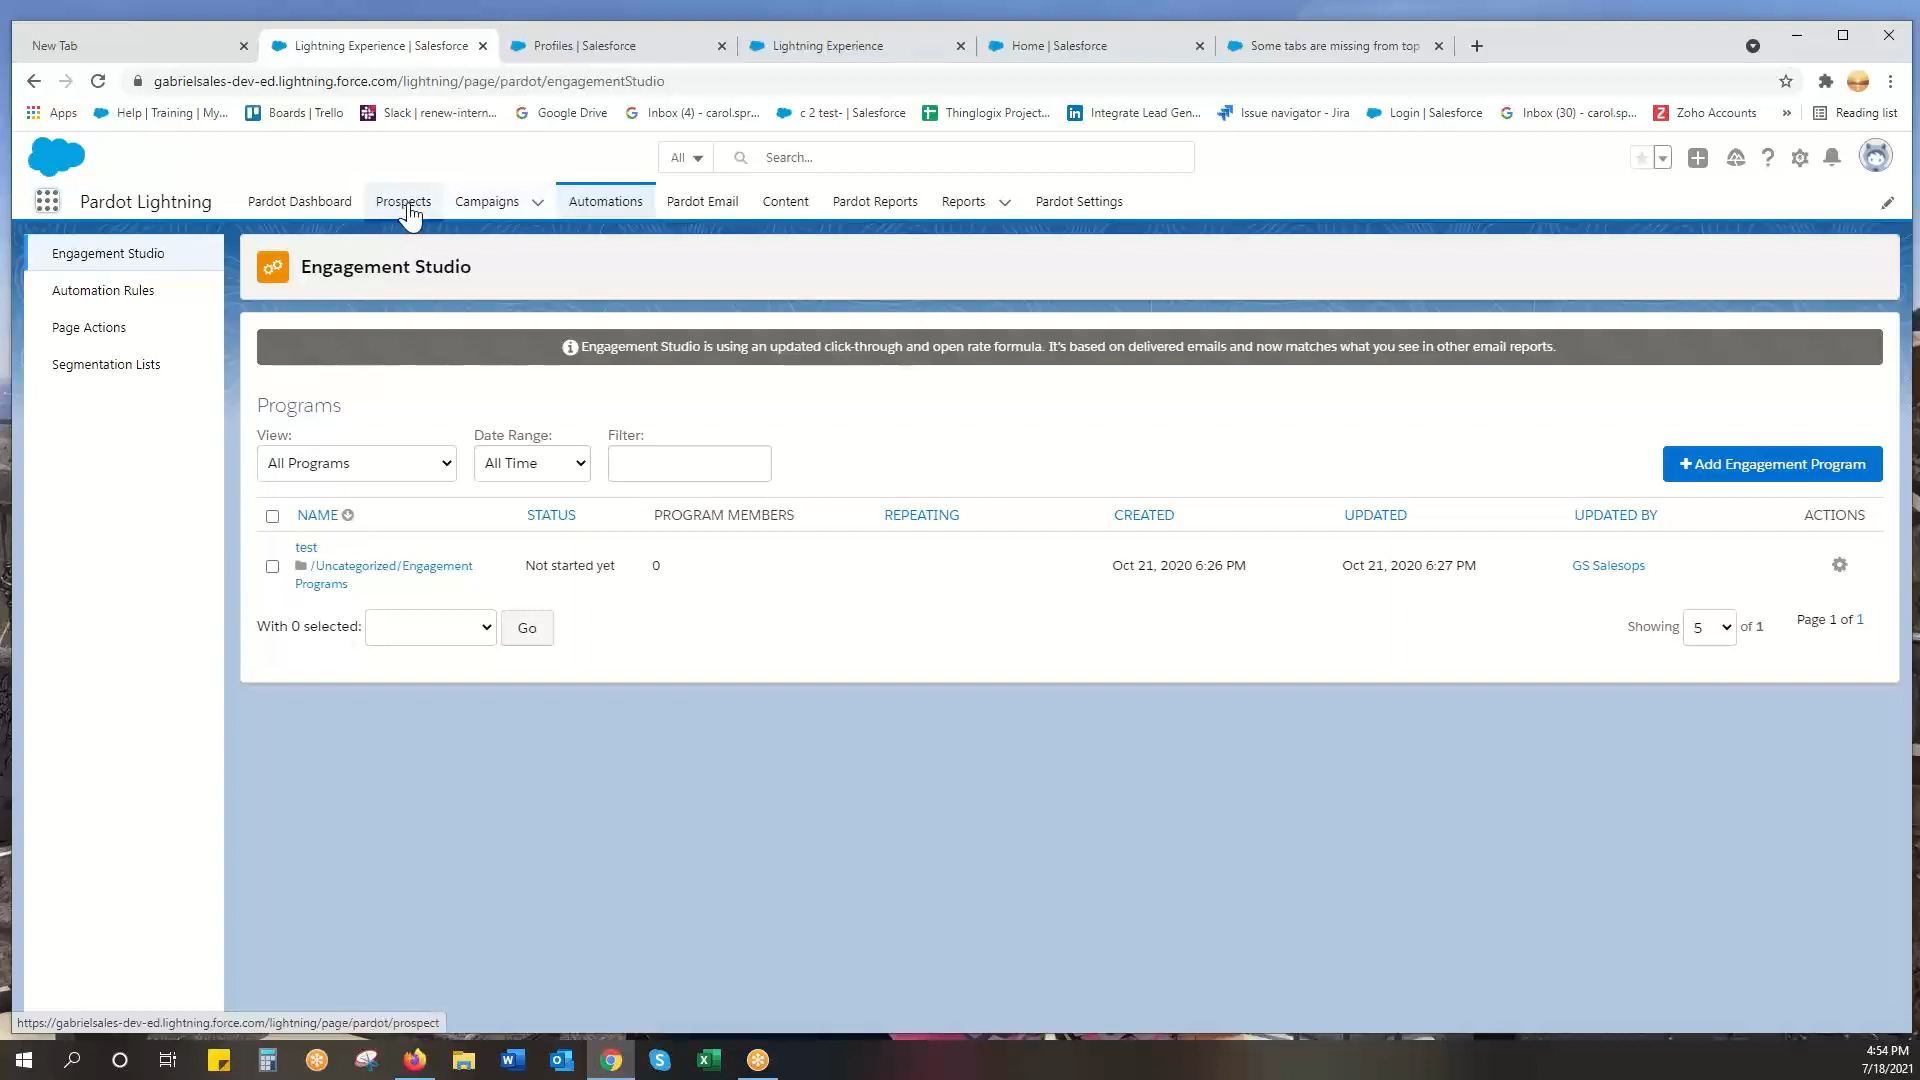 New Tab
Lightning Experience | Salesforce
Profiles | Salesforce
Lightning Experience
Home | Salesforce
Some tabs are missing from top
gabrielsales-dev-ed.lightning.force.com/lightning/page/pardot/engagementStudio
Apps
Help | Training | My...
Boards | Trello
Slack | renew-intern...
Google Drive
Inbox (4) - carol.spr...
c 2 test- | Salesforce
Thinglogix Project...
Integrate Lead Gen...
Issue navigator - Jira
Login | Salesforce
Inbox (30) - carol.sp...
Zoho Accounts
»
Reading list
All
Search...
Pardot Lightning
Pardot Dashboard
Prospects
Campaigns
Automations
Pardot Email
Content
Pardot Reports
Reports
Pardot Settings
Engagement Studio
Automation Rules
Page Actions
Segmentation Lists
Engagement Studio
Engagement Studio is using an updated click-through and open rate formula. It's based on delivered emails and now matches what you see in other email reports.
Programs
View:
Date Range:
Filter:
All Programs
All Time
+ Add Engagement Program
NAME
STATUS
PROGRAM MEMBERS
REPEATING
CREATED
UPDATED
UPDATED BY
ACTIONS
test
/Uncategorized/Engagement
Programs
Not started yet
0
Oct 21, 2020 6:26 PM
Oct 21, 2020 6:27 PM
GS Salesops
With 0 selected:
Go
Showing
5
of 1
Page 1 of 1
https://gabrielsales-dev-ed.lightning.force.com/lightning/page/pardot/prospect
4:54 PM
7/18/2021